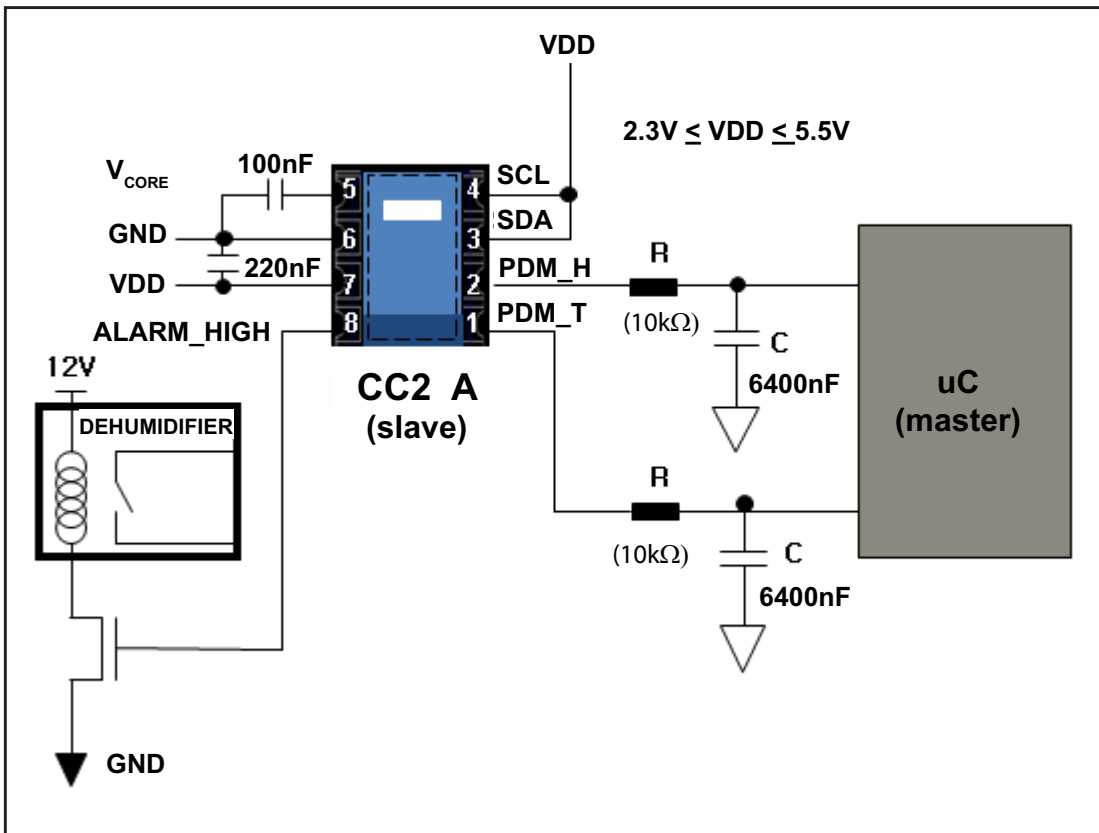 VDD
2.3V ≤ VDD ≤ 5.5V
V_CORE
100nF
5
4
SCL
GND
6
3
SDA
220nF
VDD
7
2
PDM_H
R
(10kΩ)
C
6400nF
ALARM_HIGH
8
1
PDM_T
12V
DEHUMIDIFIER
CC2 A
(slave)
uC
(master)
R
(10kΩ)
C
6400nF
GND